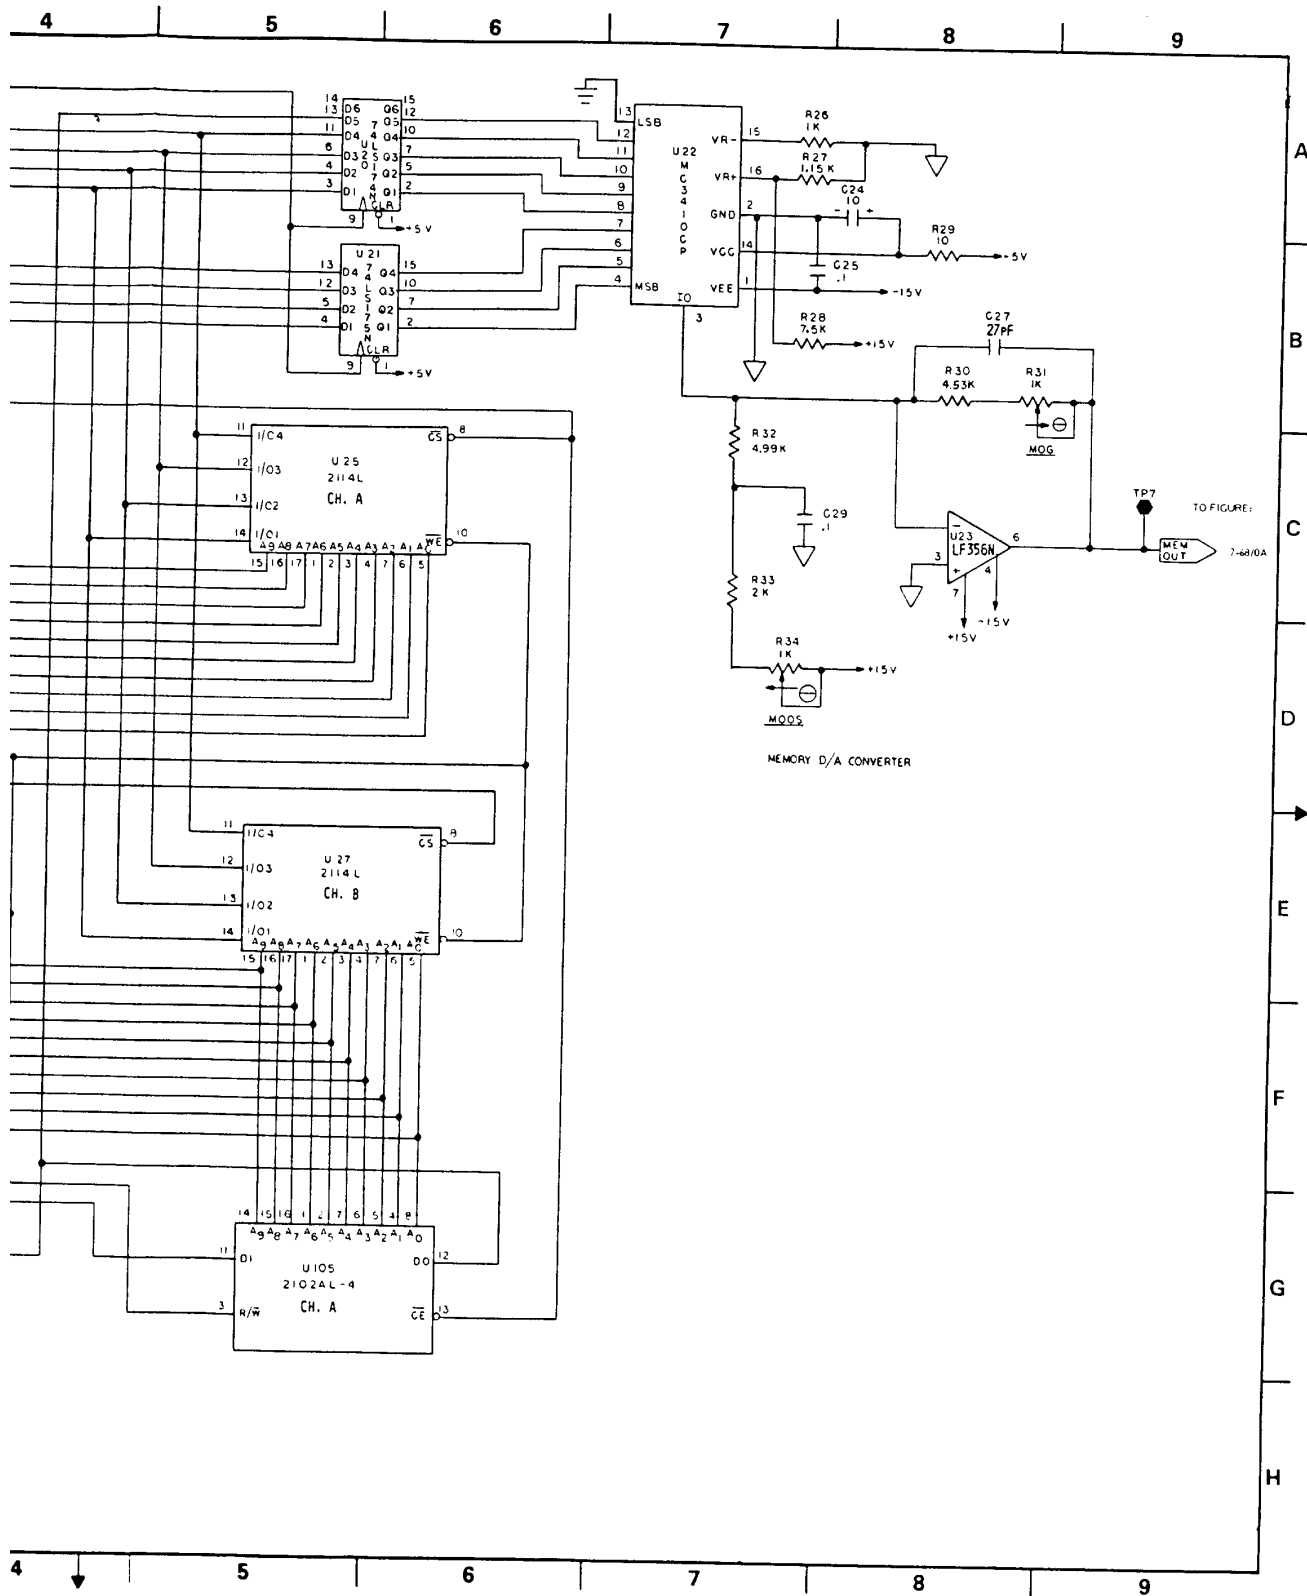 4 5 6 7 8 9
A
B
C
D
E
F
G
H
14 D6 Q6 15
13 D5 Q5 12
11 D4 Q4 10
6 D3 Q3 7
4 D2 Q2 5
3 D1 Q1 2
U20
74LS174N
CLR
9 1
+5V
U21
74LS175N
13 D4 Q4 15
12 D3 Q3 10
5 D2 Q2 7
4 D1 Q1 2
CLR
9 1
+5V
13 LSB
12
11
10
9
8
7
6
5
4 MSB
U22
MC3410CP
VR- 15
VR+ 16
GND 2
VCC 14
VEE 1
IO
3
R26
1K
R27
1.15K
C24
10
- +
R29
10
-5V
C25
.1
-15V
R28
7.5K
+15V
C27
27PF
R30
4.53K
R31
1K
MOG
R32
4.99K
C29
.1
R33
2K
R34
1K
+15V
MOOS
MEMORY D/A CONVERTER
U23
LF356N
-
+
3
6
7
4
+15V
-15V
TP7
TO FIGURE:
MEM
OUT
7-68/0A
11 I/C4
12 I/O3
13 I/C2
14 I/O1
U25
2114L
CH. A
CS 8
WE 10
A9 A8 A7 A6 A5 A4 A3 A2 A1 A0
15 16 17 1 2 3 4 7 6 5
11 I/C4
12 I/O3
13 I/O2
14 I/O1
U27
2114L
CH. B
CS 8
WE 10
A9 A8 A7 A6 A5 A4 A3 A2 A1 A0
15 16 17 1 2 3 4 7 6 5
14 15 16 1 2 7 6 5 4 8
A9 A8 A7 A6 A5 A4 A3 A2 A1 A0
11 DI
DO 12
U105
2102AL-4
CH. A
3 R/W
CE 13
4 5 6 7 8 9